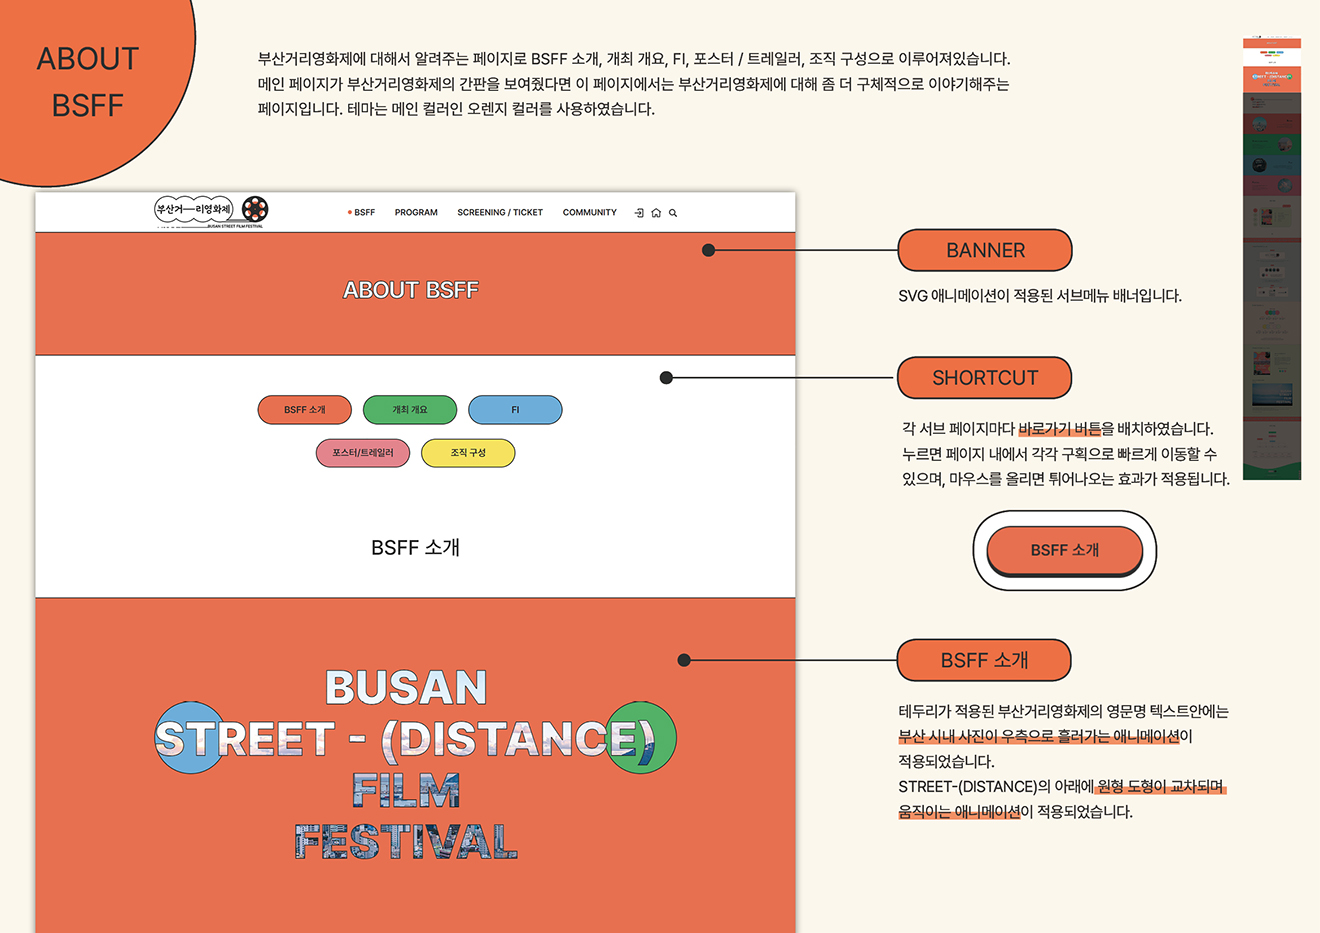 ABOUT
BSFF
부산거리영화제에 대해서 알려주는 페이지로 BSFF 소개, 개최 개요, FI, 포스터 / 트레일러, 조직 구성으로 이루어져있습니다.
메인 페이지가 부산거리영화제의 간판을 보여줬다면 이 페이지에서는 부산거리영화제에 대해 좀 더 구체적으로 이야기해주는
페이지입니다. 테마는 메인 컬러인 오렌지 컬러를 사용하였습니다.
부산거—리영화제
BUSAN STREET FILM FESTIVAL
BSFF
PROGRAM
SCREENING / TICKET
COMMUNITY
ABOUT BSFF
BSFF 소개
개최 개요
FI
포스터/트레일러
조직 구성
BSFF 소개
BUSAN
STREET - (DISTANCE)
FILM
FESTIVAL
BANNER
SVG 애니메이션이 적용된 서브메뉴 배너입니다.
SHORTCUT
각 서브 페이지마다 바로가기 버튼을 배치하였습니다.
누르면 페이지 내에서 각각 구획으로 빠르게 이동할 수
있으며, 마우스를 올리면 튀어나오는 효과가 적용됩니다.
BSFF 소개
BSFF 소개
테두리가 적용된 부산거리영화제의 영문명 텍스트안에는
부산 시내 사진이 우측으로 흘러가는 애니메이션이
적용되었습니다.
STREET-(DISTANCE)의 아래에 원형 도형이 교차되며
움직이는 애니메이션이 적용되었습니다.